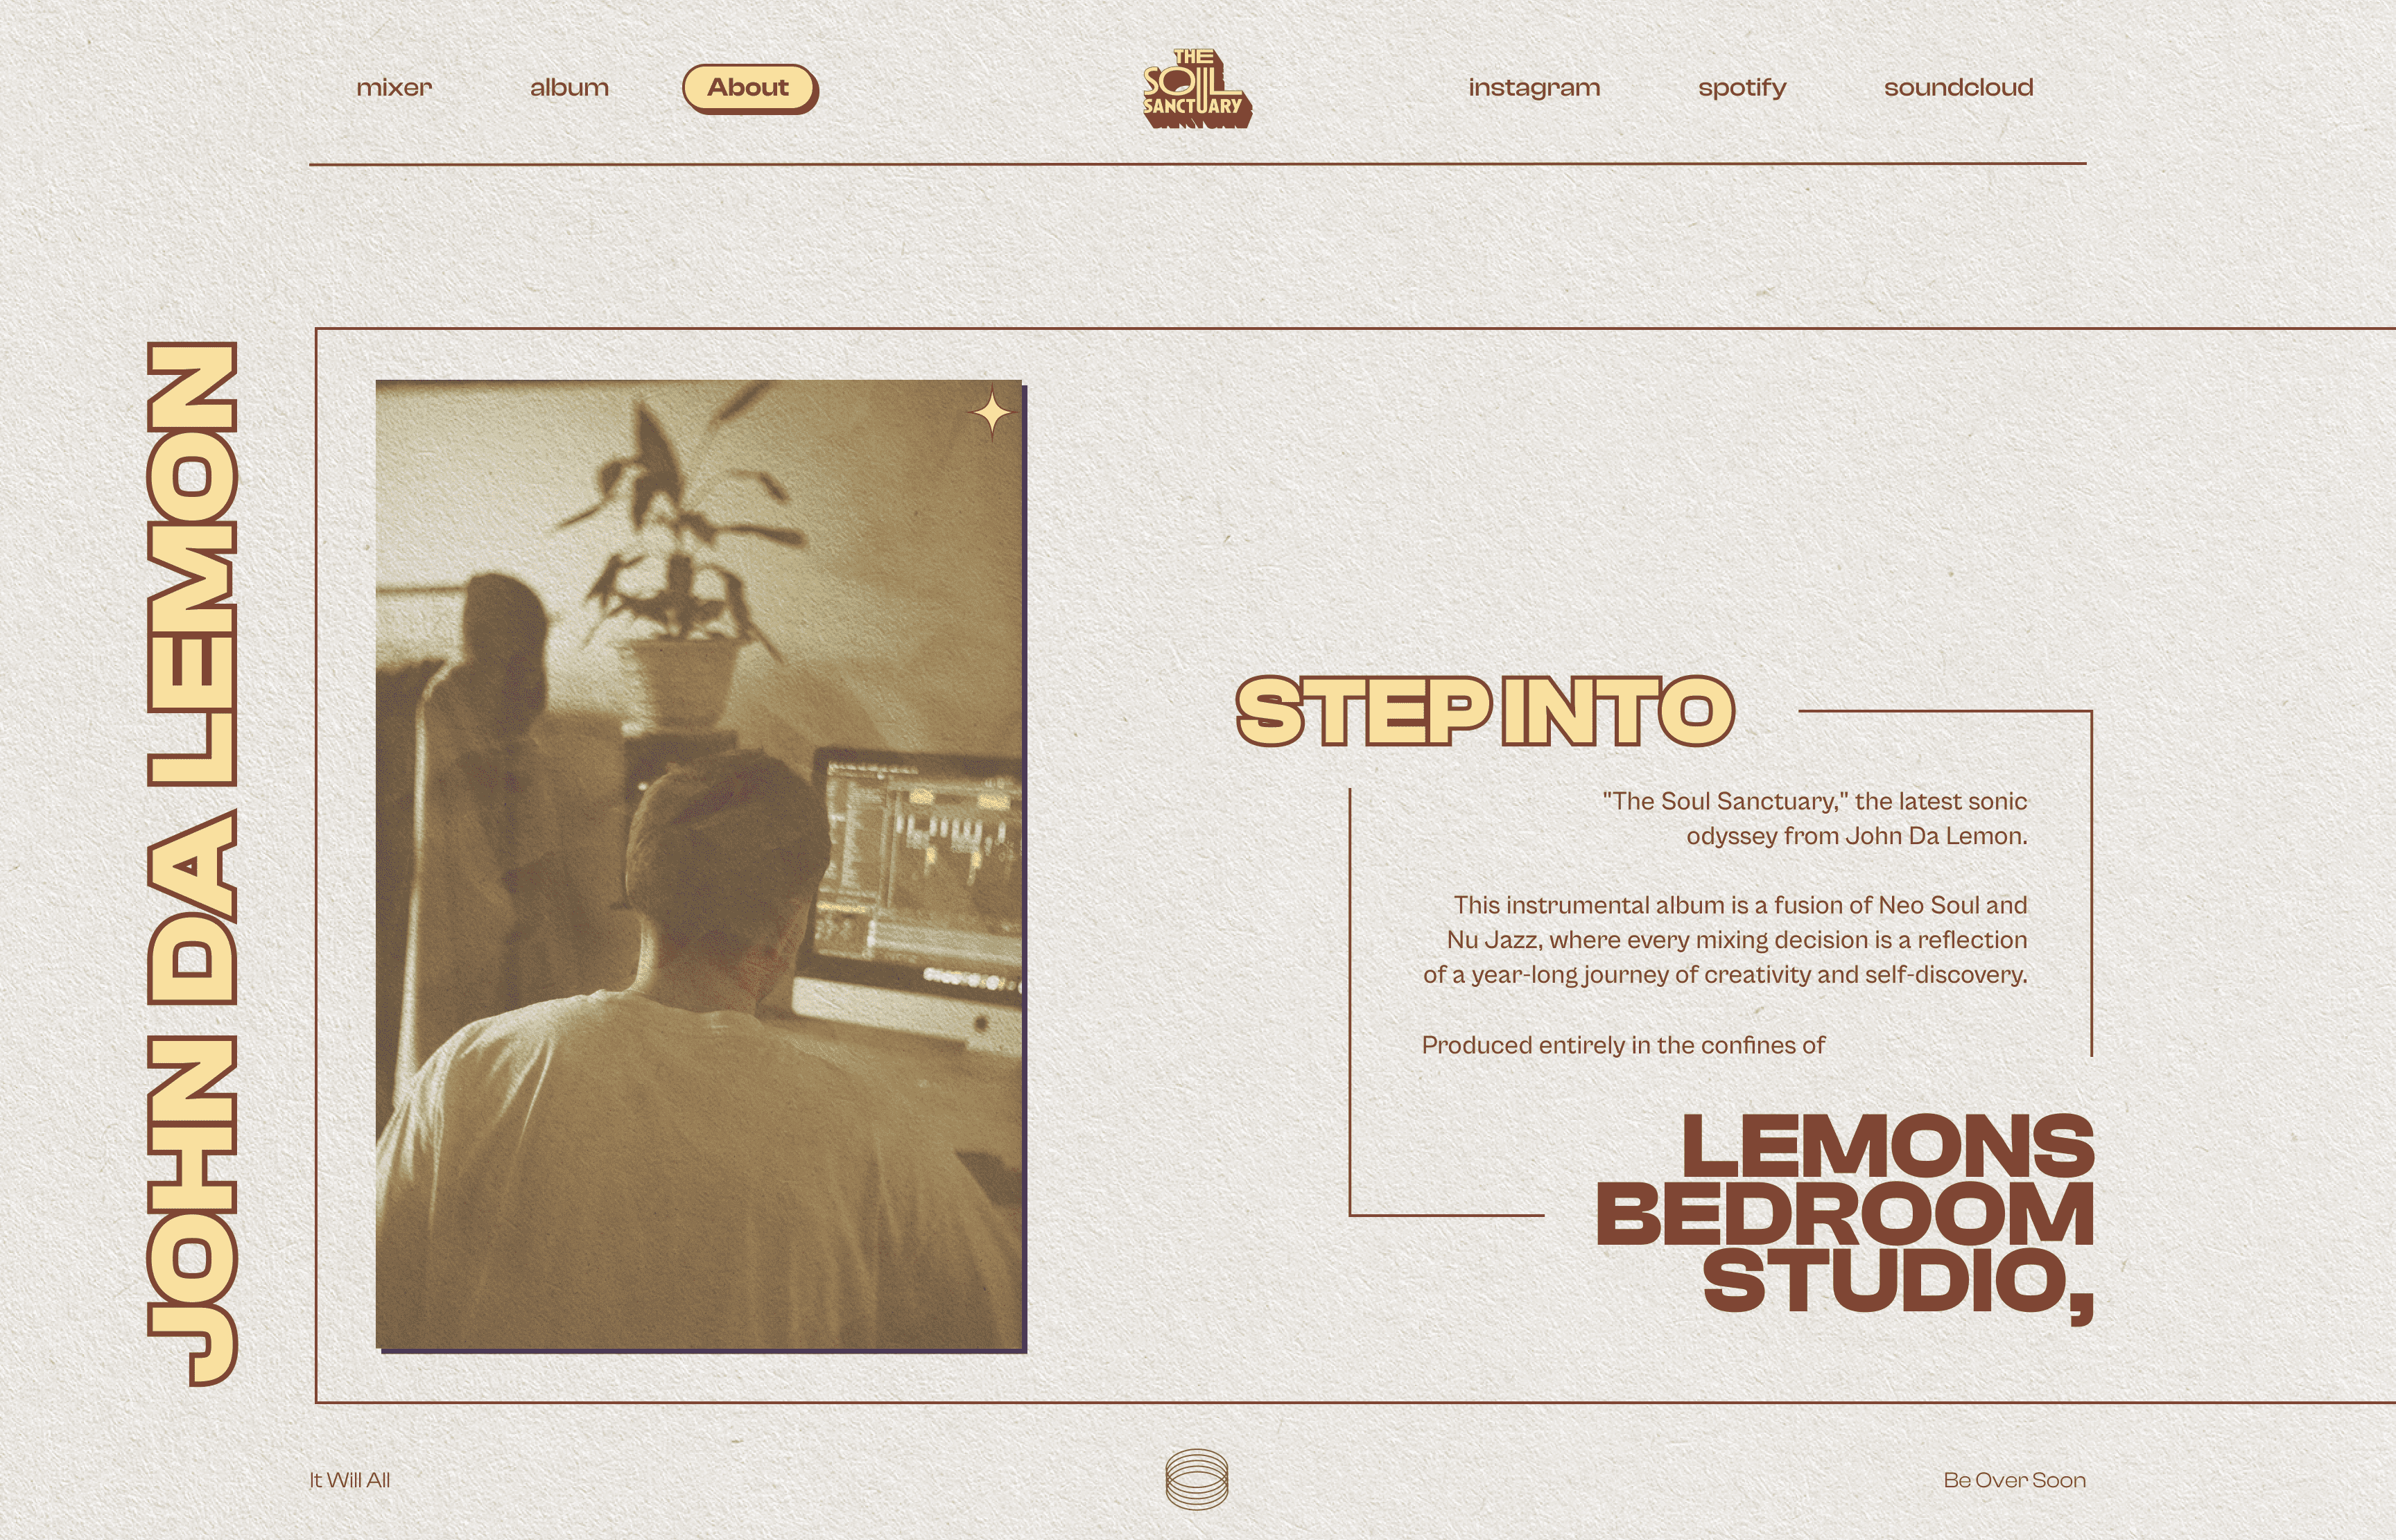 mixer
album
About
THE
SOUL
SANCTUARY
instagram
spotify
soundcloud
JOHN DA LEMON
STEP INTO
"The Soul Sanctuary," the latest sonic
odyssey from John Da Lemon.
This instrumental album is a fusion of Neo Soul and
Nu Jazz, where every mixing decision is a reflection
of a year-long journey of creativity and self-discovery.
Produced entirely in the confines of
LEMONS
BEDROOM
STUDIO,
It Will All
Be Over Soon